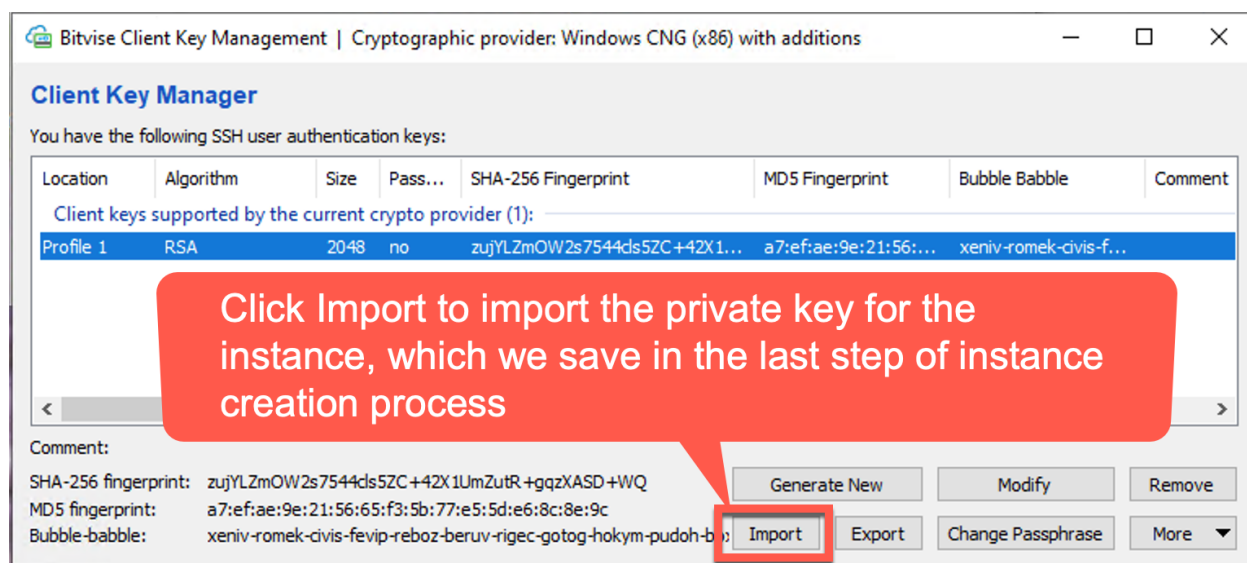 Bitvise Client Key Management | Cryptographic provider: Windows CNG (x86) with additions
Client Key Manager
You have the following SSH user authentication keys:
Location Algorithm Size Pass... SHA-256 Fingerprint MD5 Fingerprint Bubble Babble Comment
Client keys supported by the current crypto provider (1):
Profile 1 RSA 2048 no zujYLZmOW2s7544cls5ZC+42X1... a7:ef:ae:9e:21:56:... xeniv-romek-civis-f...
Click Import to import the private key for the
instance, which we save in the last step of instance
creation process
Comment:
SHA-256 fingerprint: zujYLZmOW2s7544cls5ZC+42X1UmZutR+gqzXASD+WQ Generate New Modify Remove
MD5 fingerprint: a7:ef:ae:9e:21:56:65:f3:5b:77:e5:5d:e6:8c:8e:9c
Bubble-babble: xeniv-romek-civis-fevip-reboz-beruv-rigec-gotog-hokym-pudoh- Import Export Change Passphrase More